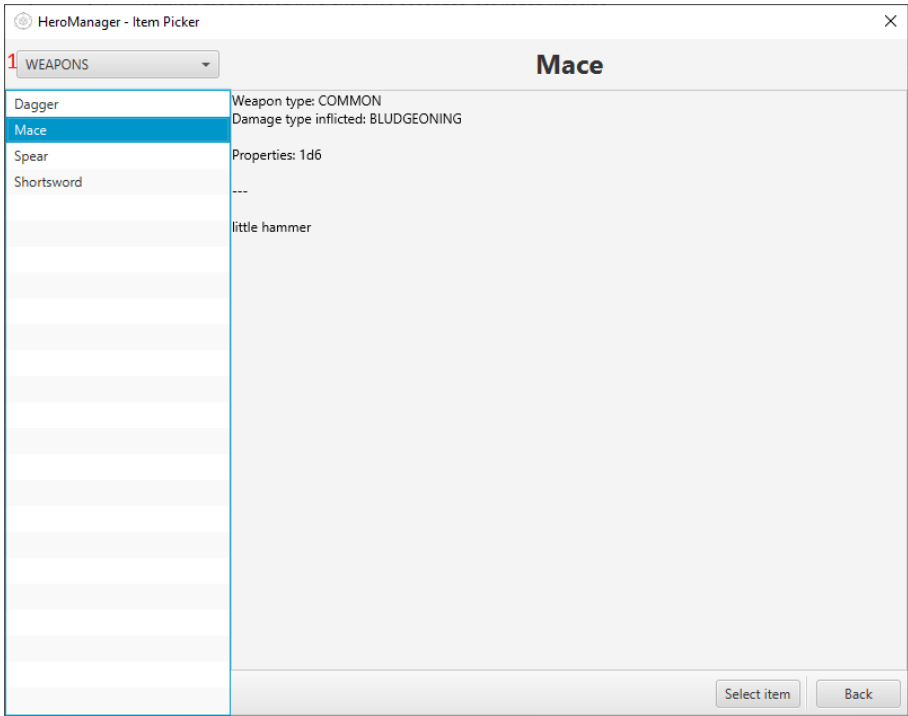 HeroManager - Item Picker
1
WEAPONS
Mace
Dagger
Mace
Spear
Shortsword
Weapon type: COMMON
Damage type inflicted: BLUDGEONING
Properties: 1d6
---
little hammer
Select item
Back